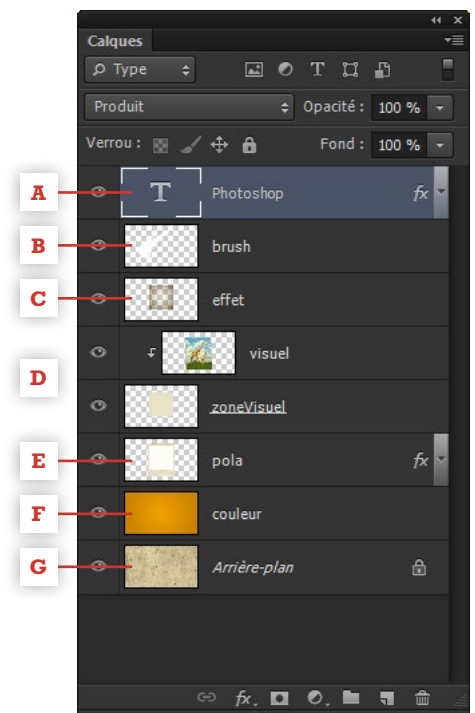 Calques
Type T
Produit Opacité : 100 %
Verrou : Fond : 100 %
A T Photoshop fx
B brush
C effet
visuel
D
zoneVisuel
E pola fx
F couleur
G Arrière-plan
fx.